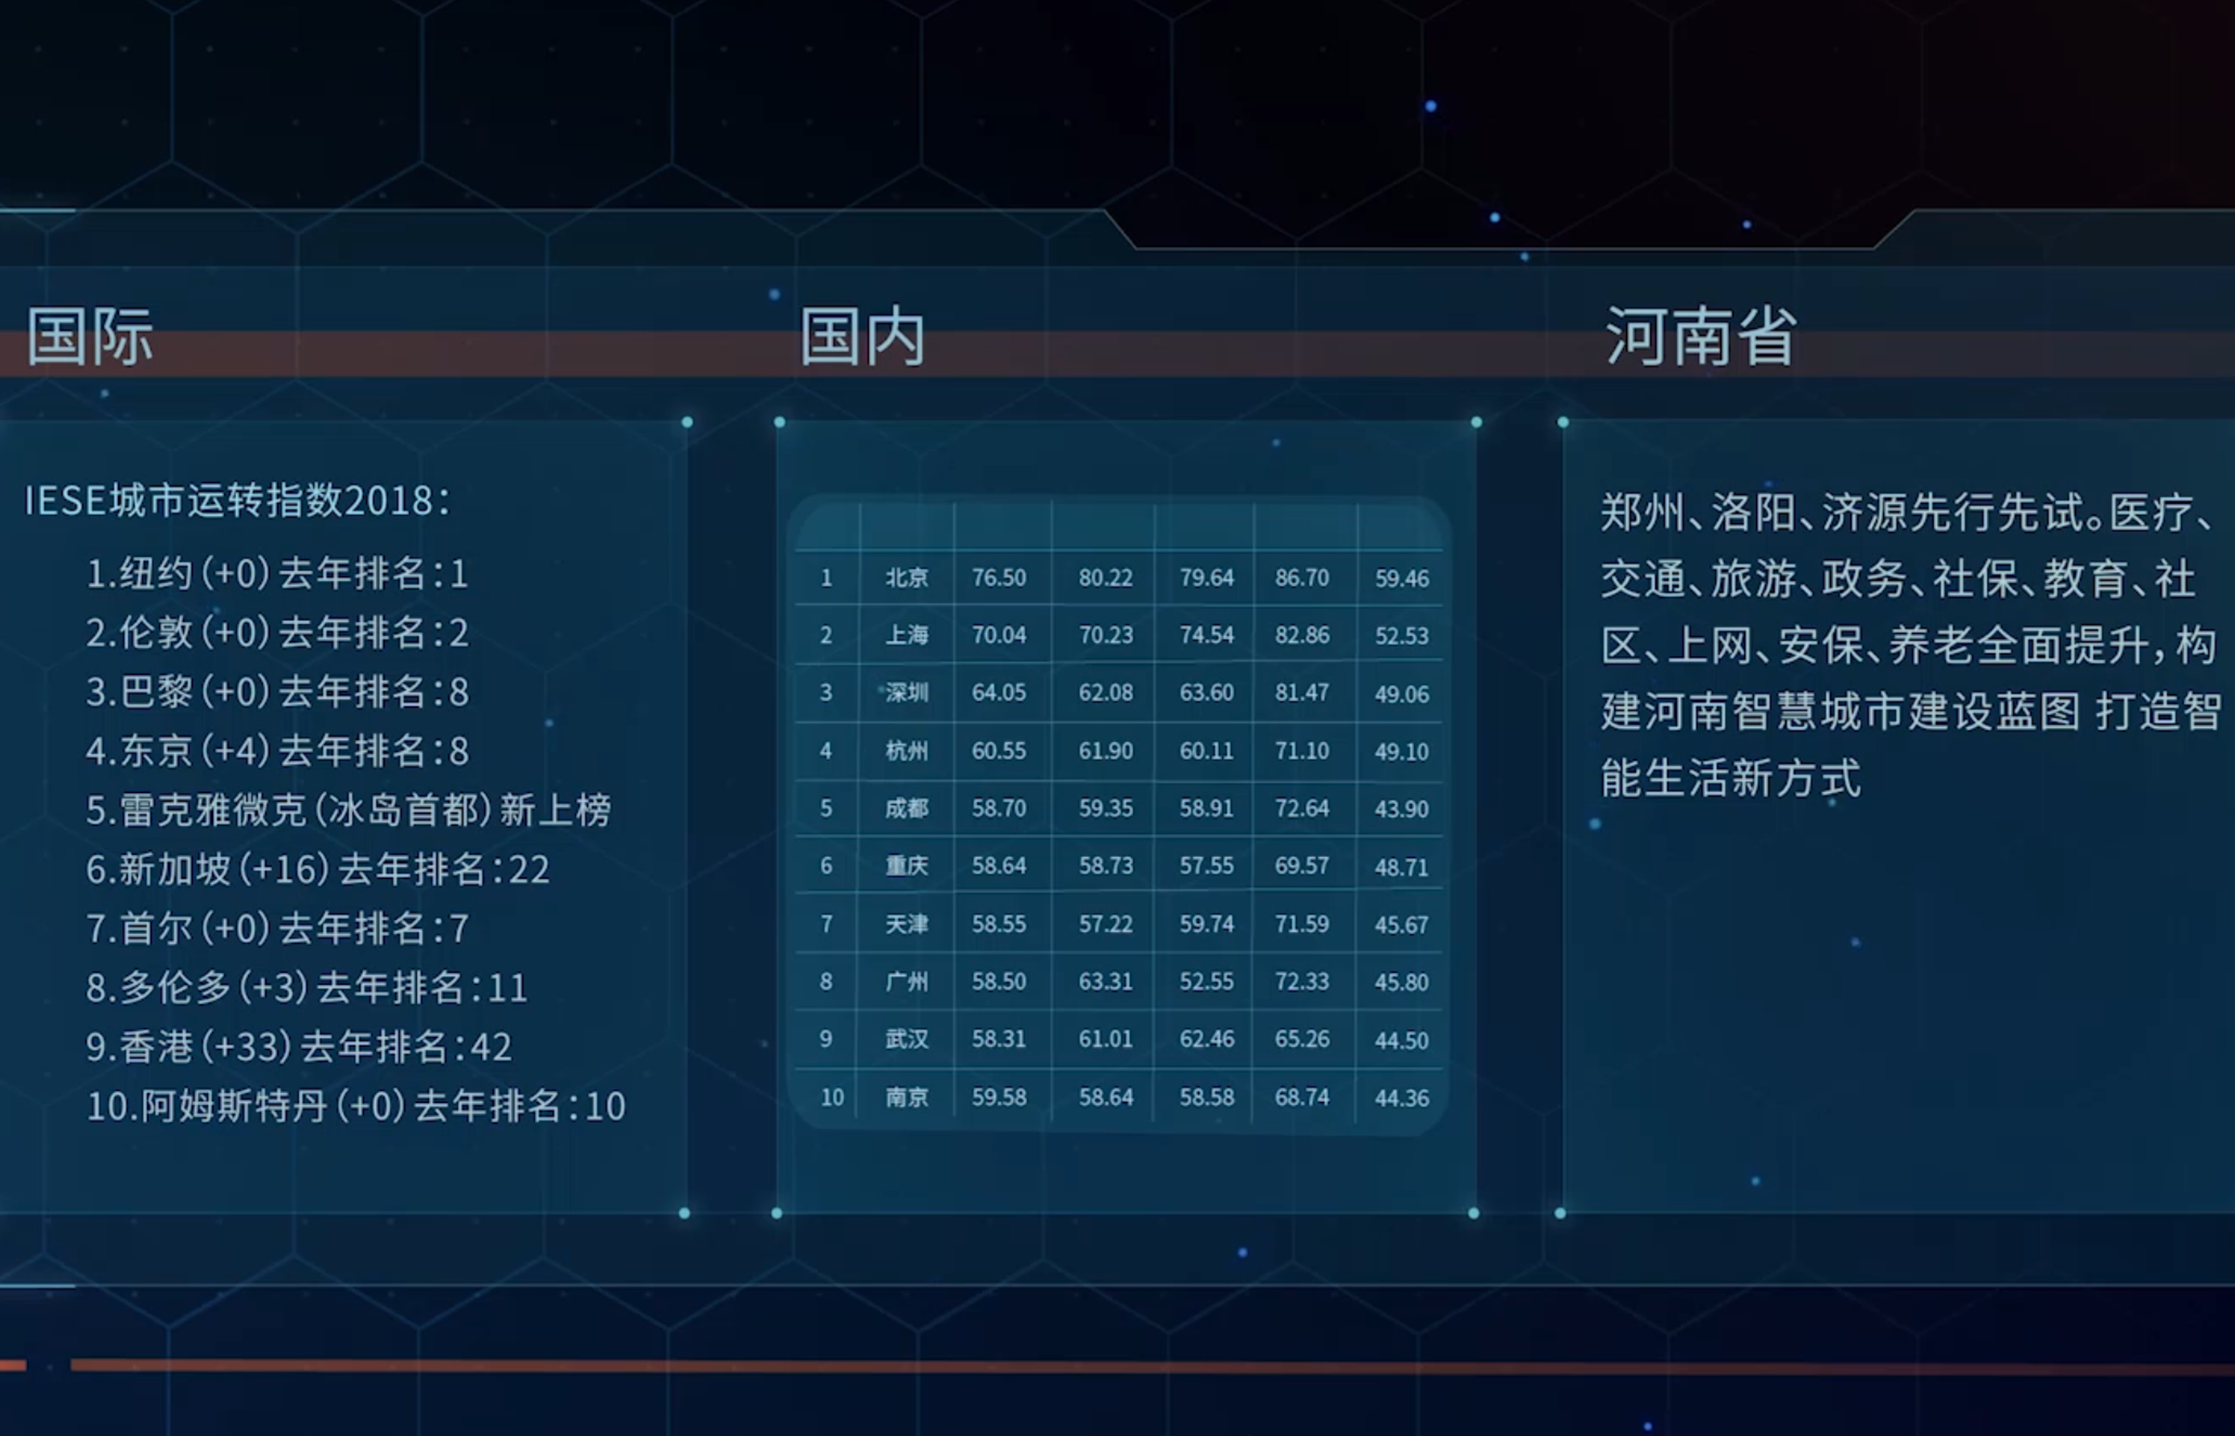 国际
IESE城市运转指数2018：
1.纽约（+0）去年排名：1
2.伦敦（+0）去年排名：2
3.巴黎（+0）去年排名：8
4.东京（+4）去年排名：8
5.雷克雅微克（冰岛首都）新上榜
6.新加坡（+16）去年排名：22
7.首尔（+0）去年排名：7
8.多伦多（+3）去年排名：11
9.香港（+33）去年排名：42
10.阿姆斯特丹（+0）去年排名：10
国内
1 北京 76.50 80.22 79.64 86.70 59.46
2 上海 70.04 70.23 74.54 82.86 52.53
3 深圳 64.05 62.08 63.60 81.47 49.06
4 杭州 60.55 61.90 60.11 71.10 49.10
5 成都 58.70 59.35 58.91 72.64 43.90
6 重庆 58.64 58.73 57.55 69.57 48.71
7 天津 58.55 57.22 59.74 71.59 45.67
8 广州 58.50 63.31 52.55 72.33 45.80
9 武汉 58.31 61.01 62.46 65.26 44.50
10 南京 59.58 58.64 58.58 68.74 44.36
河南省
郑州、洛阳、济源先行先试。医疗、
交通、旅游、政务、社保、教育、社
区、上网、安保、养老全面提升，构
建河南智慧城市建设蓝图 打造智
能生活新方式